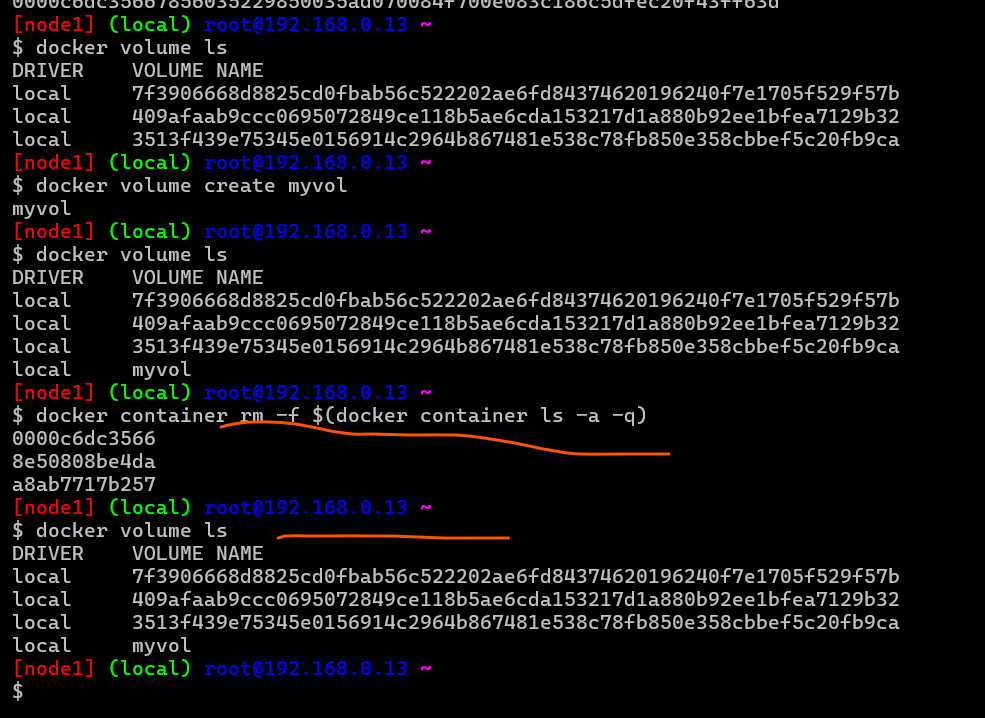 [node1] (local) root@192.168.0.13 ~
$ docker volume ls
DRIVER    VOLUME NAME
local     7f3906668d8825cd0fbab56c522202ae6fd84374620196240f7e1705f529f57b
local     409afaab9ccc0695072849ce118b5ae6cda153217d1a880b92ee1bfea7129b32
local     3513f439e75345e0156914c2964b867481e538c78fb850e358cbbef5c20fb9ca
[node1] (local) root@192.168.0.13 ~
$ docker volume create myvol
myvol
[node1] (local) root@192.168.0.13 ~
$ docker volume ls
DRIVER    VOLUME NAME
local     7f3906668d8825cd0fbab56c522202ae6fd84374620196240f7e1705f529f57b
local     409afaab9ccc0695072849ce118b5ae6cda153217d1a880b92ee1bfea7129b32
local     3513f439e75345e0156914c2964b867481e538c78fb850e358cbbef5c20fb9ca
local     myvol
[node1] (local) root@192.168.0.13 ~
$ docker container rm -f $(docker container ls -a -q)
0000c6dc3566
8e50808be4da
a8ab7717b257
[node1] (local) root@192.168.0.13 ~
$ docker volume ls
DRIVER    VOLUME NAME
local     7f3906668d8825cd0fbab56c522202ae6fd84374620196240f7e1705f529f57b
local     409afaab9ccc0695072849ce118b5ae6cda153217d1a880b92ee1bfea7129b32
local     3513f439e75345e0156914c2964b867481e538c78fb850e358cbbef5c20fb9ca
local     myvol
[node1] (local) root@192.168.0.13 ~
$